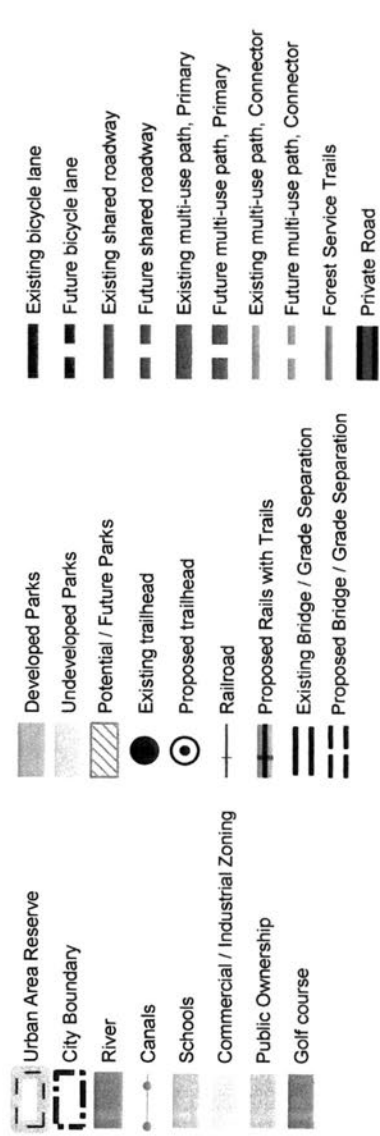 Urban Area Reserve
City Boundary
River
Canals
Schools
Commercial / Industrial Zoning
Public Ownership
Golf course
Developed Parks
Undeveloped Parks
Potential / Future Parks
Existing trailhead
Proposed trailhead
Railroad
Proposed Rails with Trails
Existing Bridge / Grade Separation
Proposed Bridge / Grade Separation
Existing bicycle lane
Future bicycle lane
Existing shared roadway
Future shared roadway
Existing multi-use path, Primary
Future multi-use path, Primary
Existing multi-use path, Connector
Future multi-use path, Connector
Forest Service Trails
Private Road